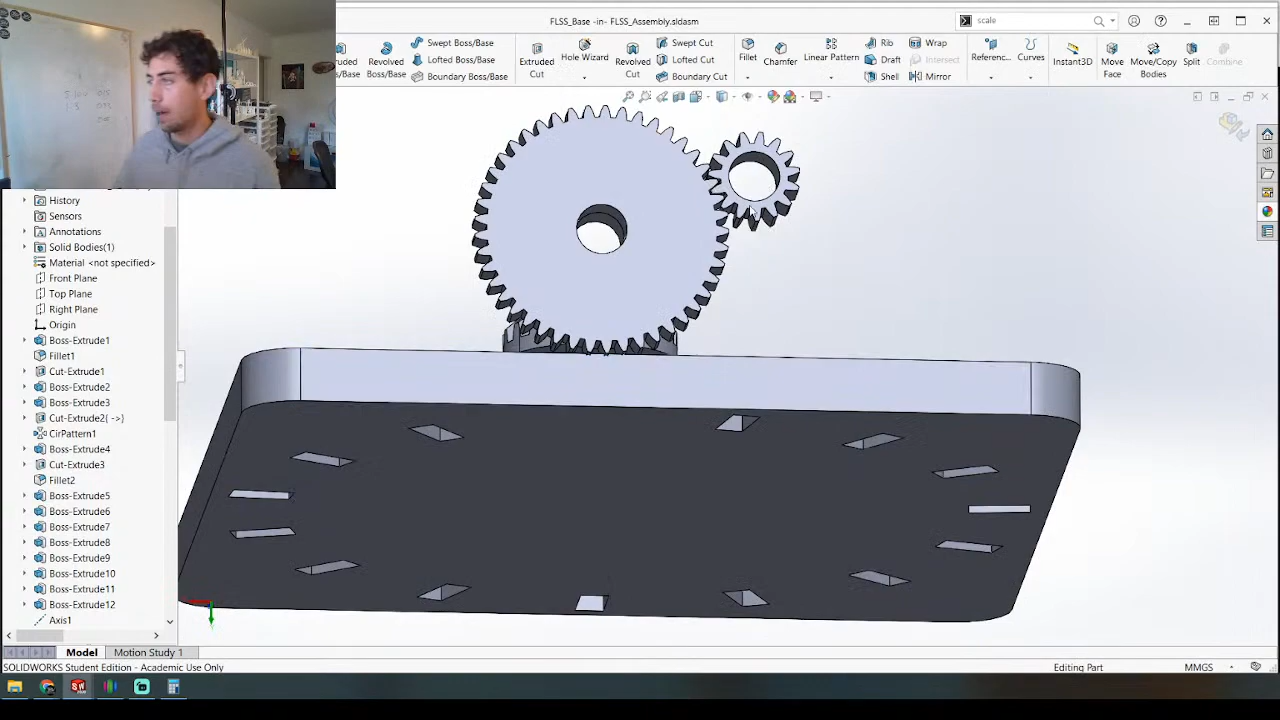 FLSS_Base -in- FLSS_Assembly.sldasm
scale
Revolved Boss/Base
Swept Boss/Base
Lofted Boss/Base
Boundary Boss/Base
Extruded Cut
Hole Wizard
Revolved Cut
Swept Cut
Lofted Cut
Boundary Cut
Fillet
Chamfer
Linear Pattern
Rib
Draft
Shell
Wrap
Intersect
Mirror
Referenc...
Curves
Instant3D
Move Face
Move/Copy Bodies
Split
Combine
History
Sensors
Annotations
Solid Bodies(1)
Material <not specified>
Front Plane
Top Plane
Right Plane
Origin
Boss-Extrude1
Fillet1
Cut-Extrude1
Boss-Extrude2
Boss-Extrude3
Cut-Extrude2{ ->}
CirPattern1
Boss-Extrude4
Cut-Extrude3
Fillet2
Boss-Extrude5
Boss-Extrude6
Boss-Extrude7
Boss-Extrude8
Boss-Extrude9
Boss-Extrude10
Boss-Extrude11
Boss-Extrude12
Axis1
Model
Motion Study 1
SOLIDWORKS Student Edition - Academic Use Only
Editing Part
MMGS